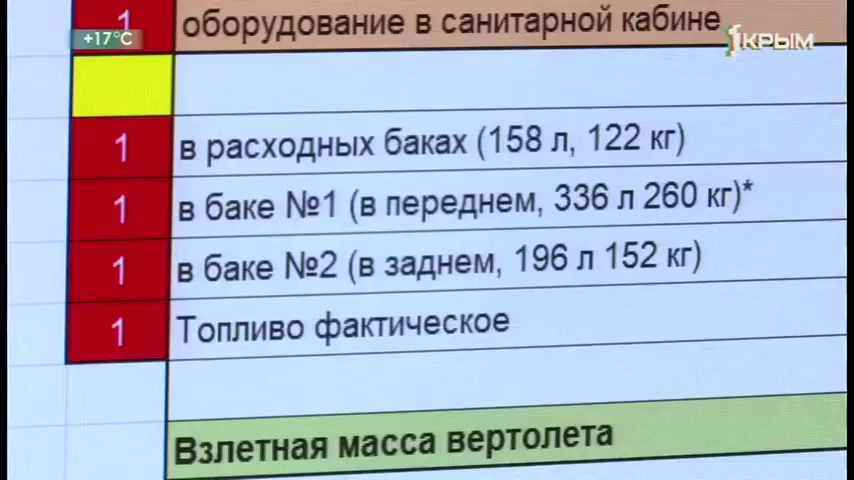 1 оборудование в санитарной кабине
+17°C
КРЫМ
1 в расходных баках (158 л, 122 кг)
1 в баке №1 (в переднем, 336 л 260 кг)*
1 в баке №2 (в заднем, 196 л 152 кг)
1 Топливо фактическое
Взлетная масса вертолета